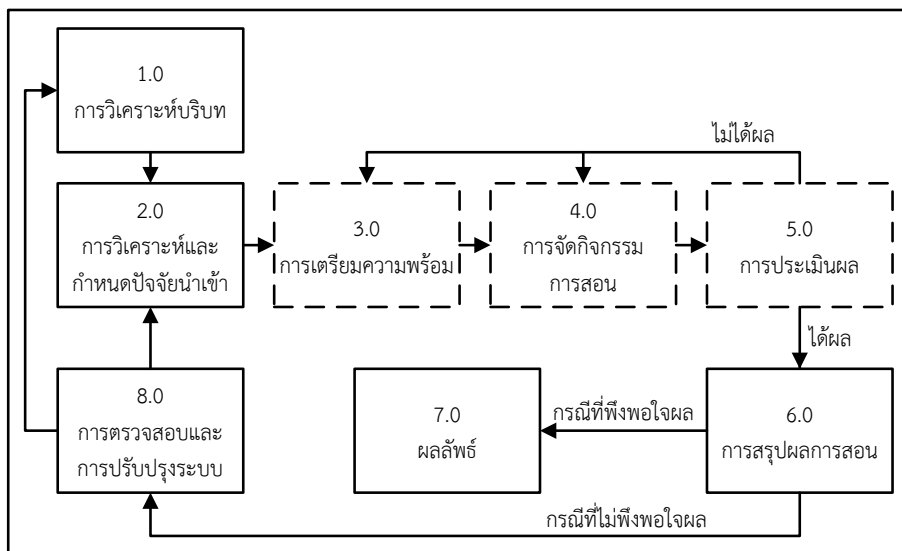 1.0
การวิเคราะห์บริบท
ไม่ได้ผล
2.0
การวิเคราะห์และ
กำหนดปัจจัยนำเข้า
3.0
การเตรียมความพร้อม
4.0
การจัดกิจกรรม
การสอน
5.0
การประเมินผล
ได้ผล
8.0
การตรวจสอบและ
การปรับปรุงระบบ
7.0
ผลลัพธ์
กรณีที่พึงพอใจผล
6.0
การสรุปผลการสอน
กรณีที่ไม่พึงพอใจผล